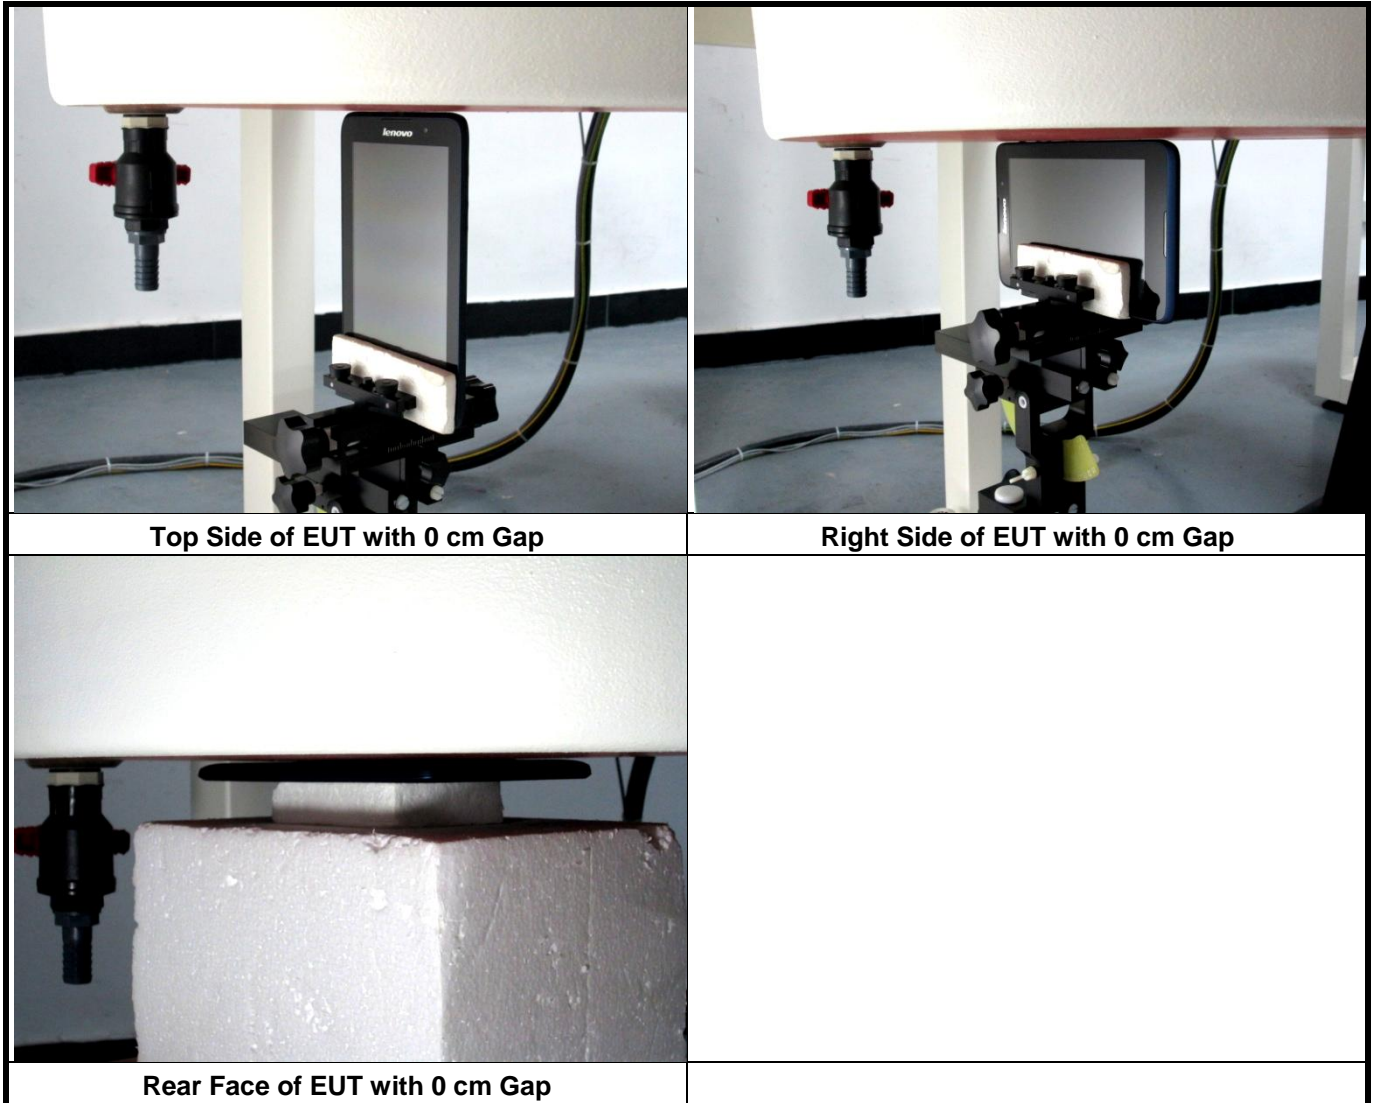 lenovo
lenovo
Top Side of EUT with 0 cm Gap
Right Side of EUT with 0 cm Gap
Rear Face of EUT with 0 cm Gap